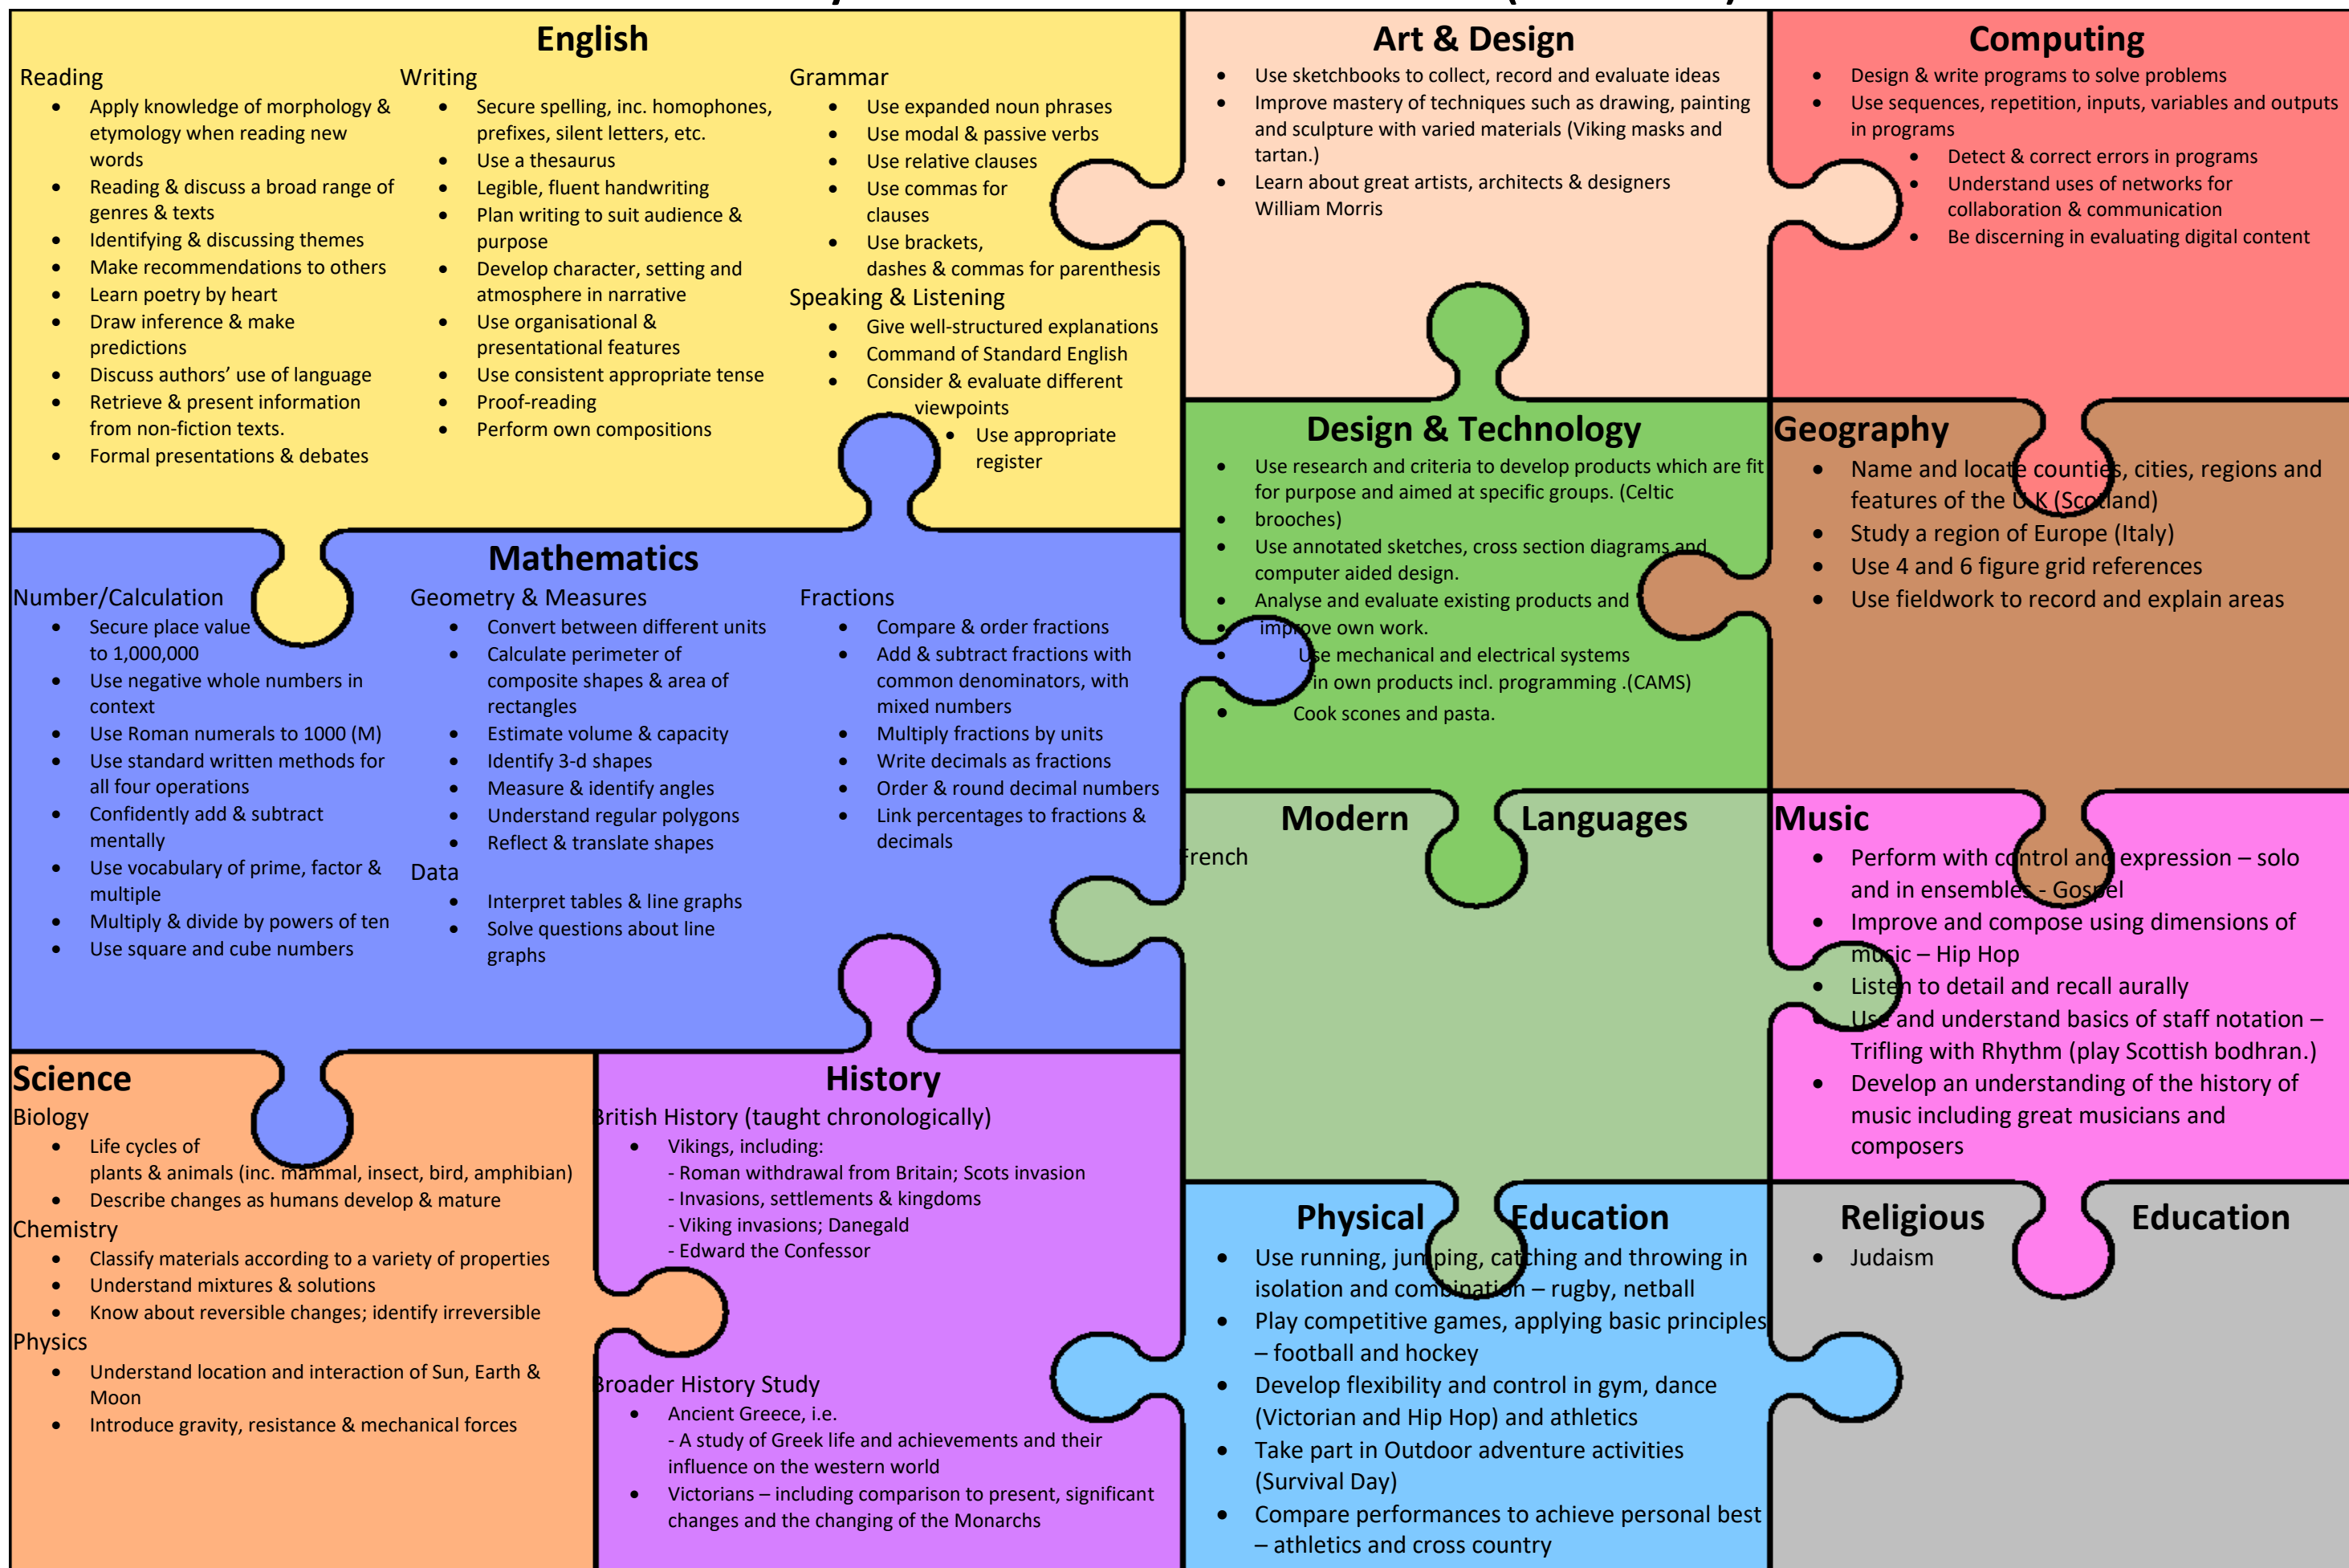 English
Reading
• Apply knowledge of morphology &
etymology when reading new
words
• Reading & discuss a broad range of
genres & texts
• Identifying & discussing themes
• Make recommendations to others
• Learn poetry by heart
• Draw inference & make
predictions
• Discuss authors’ use of language
• Retrieve & present information
from non-fiction texts.
• Formal presentations & debates
Writing
• Secure spelling, inc. homophones,
prefixes, silent letters, etc.
• Use a thesaurus
• Legible, fluent handwriting
• Plan writing to suit audience &
purpose
• Develop character, setting and
atmosphere in narrative
• Use organisational &
presentational features
• Use consistent appropriate tense
• Proof-reading
• Perform own compositions
Grammar
• Use expanded noun phrases
• Use modal & passive verbs
• Use relative clauses
• Use commas for
clauses
• Use brackets,
dashes & commas for parenthesis
Speaking & Listening
• Give well-structured explanations
• Command of Standard English
• Consider & evaluate different
viewpoints
• Use appropriate
register
Art & Design
• Use sketchbooks to collect, record and evaluate ideas
• Improve mastery of techniques such as drawing, painting
and sculpture with varied materials (Viking masks and
tartan.)
• Learn about great artists, architects & designers
William Morris
Computing
• Design & write programs to solve problems
• Use sequences, repetition, inputs, variables and outputs
in programs
• Detect & correct errors in programs
• Understand uses of networks for
collaboration & communication
• Be discerning in evaluating digital content
Design & Technology
• Use research and criteria to develop products which are fit
for purpose and aimed at specific groups. (Celtic
• brooches)
• Use annotated sketches, cross section diagrams and
computer aided design.
• Analyse and evaluate existing products and
• improve own work.
• Use mechanical and electrical systems
in own products incl. programming .(CAMS)
• Cook scones and pasta.
Geography
• Name and locate counties, cities, regions and
features of the U K (Scotland)
• Study a region of Europe (Italy)
• Use 4 and 6 figure grid references
• Use fieldwork to record and explain areas
Mathematics
Number/Calculation
• Secure place value
to 1,000,000
• Use negative whole numbers in
context
• Use Roman numerals to 1000 (M)
• Use standard written methods for
all four operations
• Confidently add & subtract
mentally
• Use vocabulary of prime, factor &
multiple
• Multiply & divide by powers of ten
• Use square and cube numbers
Geometry & Measures
• Convert between different units
• Calculate perimeter of
composite shapes & area of
rectangles
• Estimate volume & capacity
• Identify 3-d shapes
• Measure & identify angles
• Understand regular polygons
• Reflect & translate shapes
Data
• Interpret tables & line graphs
• Solve questions about line
graphs
Fractions
• Compare & order fractions
• Add & subtract fractions with
common denominators, with
mixed numbers
• Multiply fractions by units
• Write decimals as fractions
• Order & round decimal numbers
• Link percentages to fractions &
decimals
Modern Languages
French
Music
• Perform with control and expression – solo
and in ensembles - Gospel
• Improve and compose using dimensions of
music – Hip Hop
• Listen to detail and recall aurally
• Use and understand basics of staff notation –
Trifling with Rhythm (play Scottish bodhran.)
• Develop an understanding of the history of
music including great musicians and
composers
Science
Biology
• Life cycles of
plants & animals (inc. mammal, insect, bird, amphibian)
• Describe changes as humans develop & mature
Chemistry
• Classify materials according to a variety of properties
• Understand mixtures & solutions
• Know about reversible changes; identify irreversible
Physics
• Understand location and interaction of Sun, Earth &
Moon
• Introduce gravity, resistance & mechanical forces
History
British History (taught chronologically)
• Vikings, including:
- Roman withdrawal from Britain; Scots invasion
- Invasions, settlements & kingdoms
- Viking invasions; Danegald
- Edward the Confessor
Broader History Study
• Ancient Greece, i.e.
- A study of Greek life and achievements and their
influence on the western world
• Victorians – including comparison to present, significant
changes and the changing of the Monarchs
Physical Education
• Use running, jumping, catching and throwing in
isolation and combination – rugby, netball
• Play competitive games, applying basic principles
– football and hockey
• Develop flexibility and control in gym, dance
(Victorian and Hip Hop) and athletics
• Take part in Outdoor adventure activities
(Survival Day)
• Compare performances to achieve personal best
– athletics and cross country
Religious Education
• Judaism